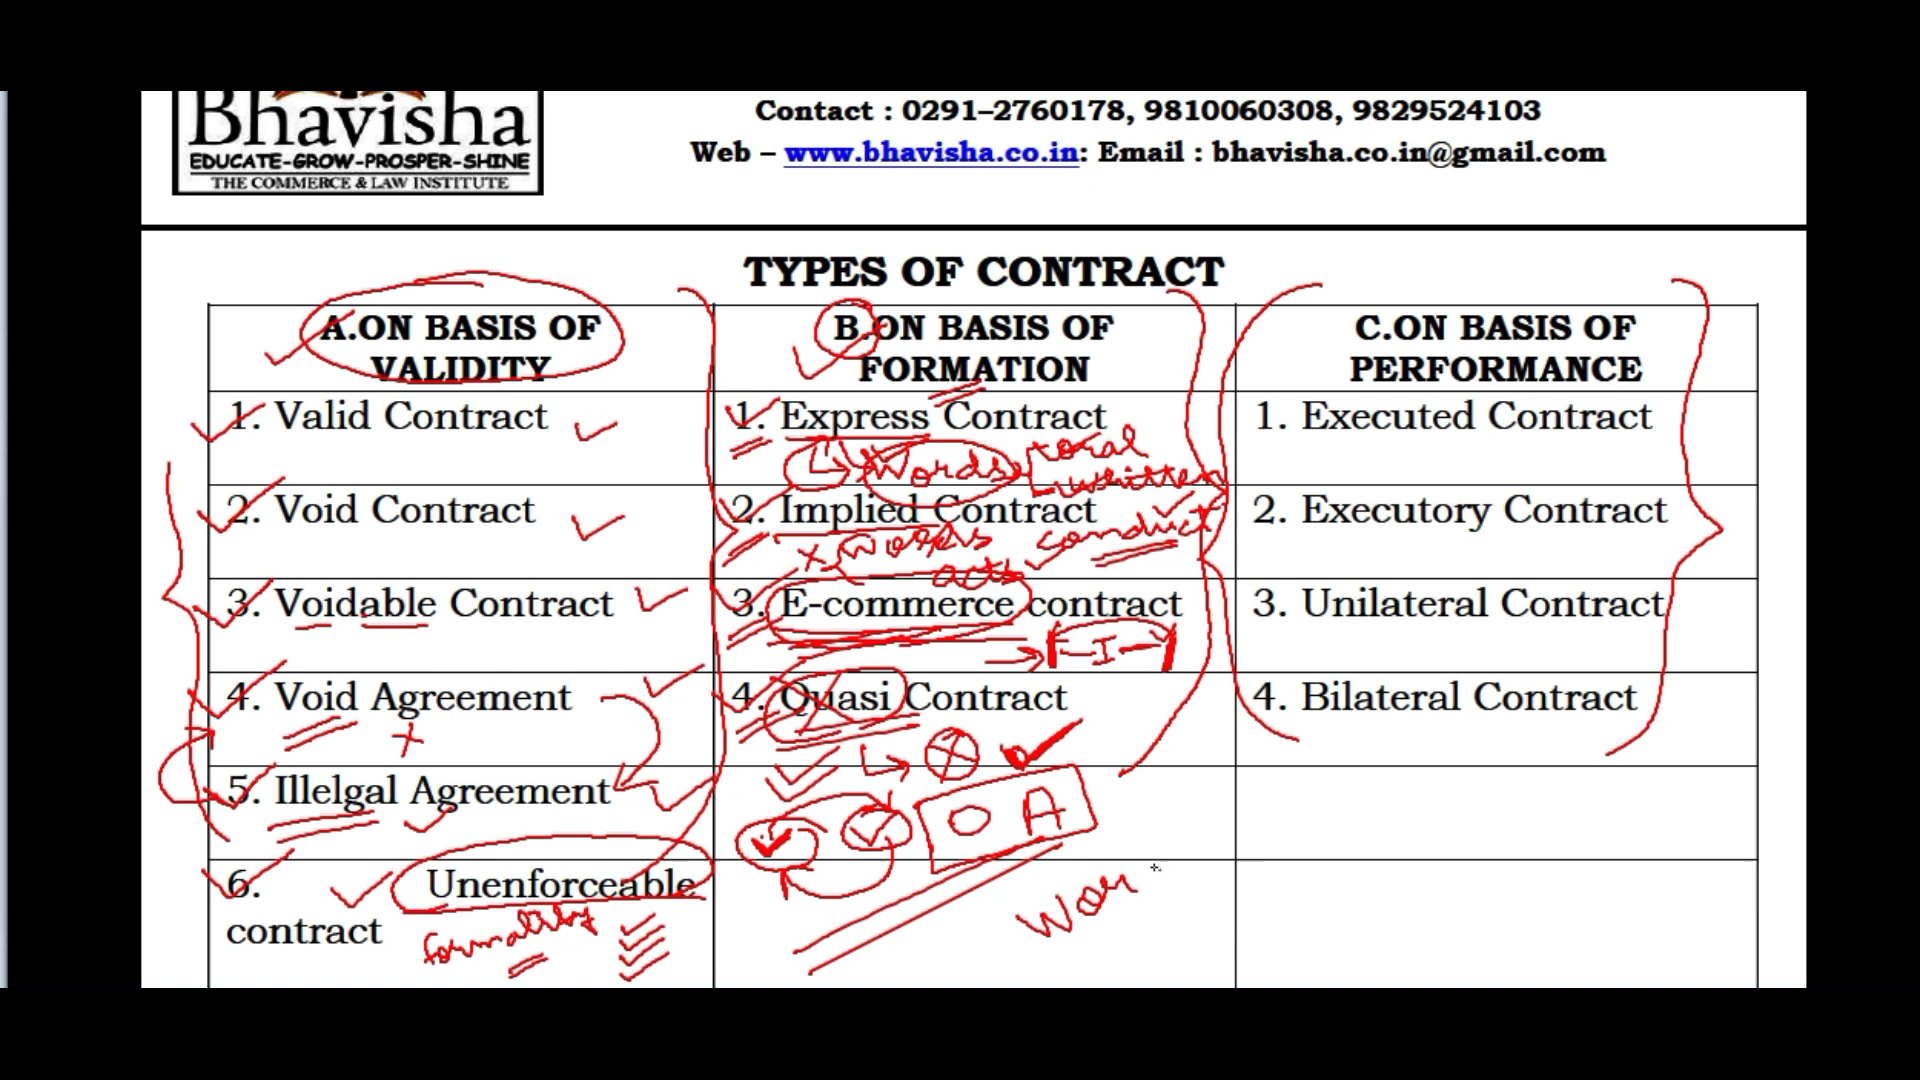 Bhavisha
EDUCATE-GROW-PROSPER-SHINE
THE COMMERCE & LAW INSTITUTE
Contact : 0291–2760178, 9810060308, 9829524103
Web – www.bhavisha.co.in: Email : bhavisha.co.in@gmail.com
TYPES OF CONTRACT
A.ON BASIS OF
VALIDITY
B.ON BASIS OF
FORMATION
C.ON BASIS OF
PERFORMANCE
1. Valid Contract
1. Express Contract
Words
oral
written
1. Executed Contract
2. Void Contract
2. Implied Contract
words
conduct
acts
2. Executory Contract
3. Voidable Contract
3. E-commerce contract
I
3. Unilateral Contract
4. Void Agreement
4. Quasi Contract
4. Bilateral Contract
5. Illelgal Agreement
O A
6. Unenforceable
contract
formality